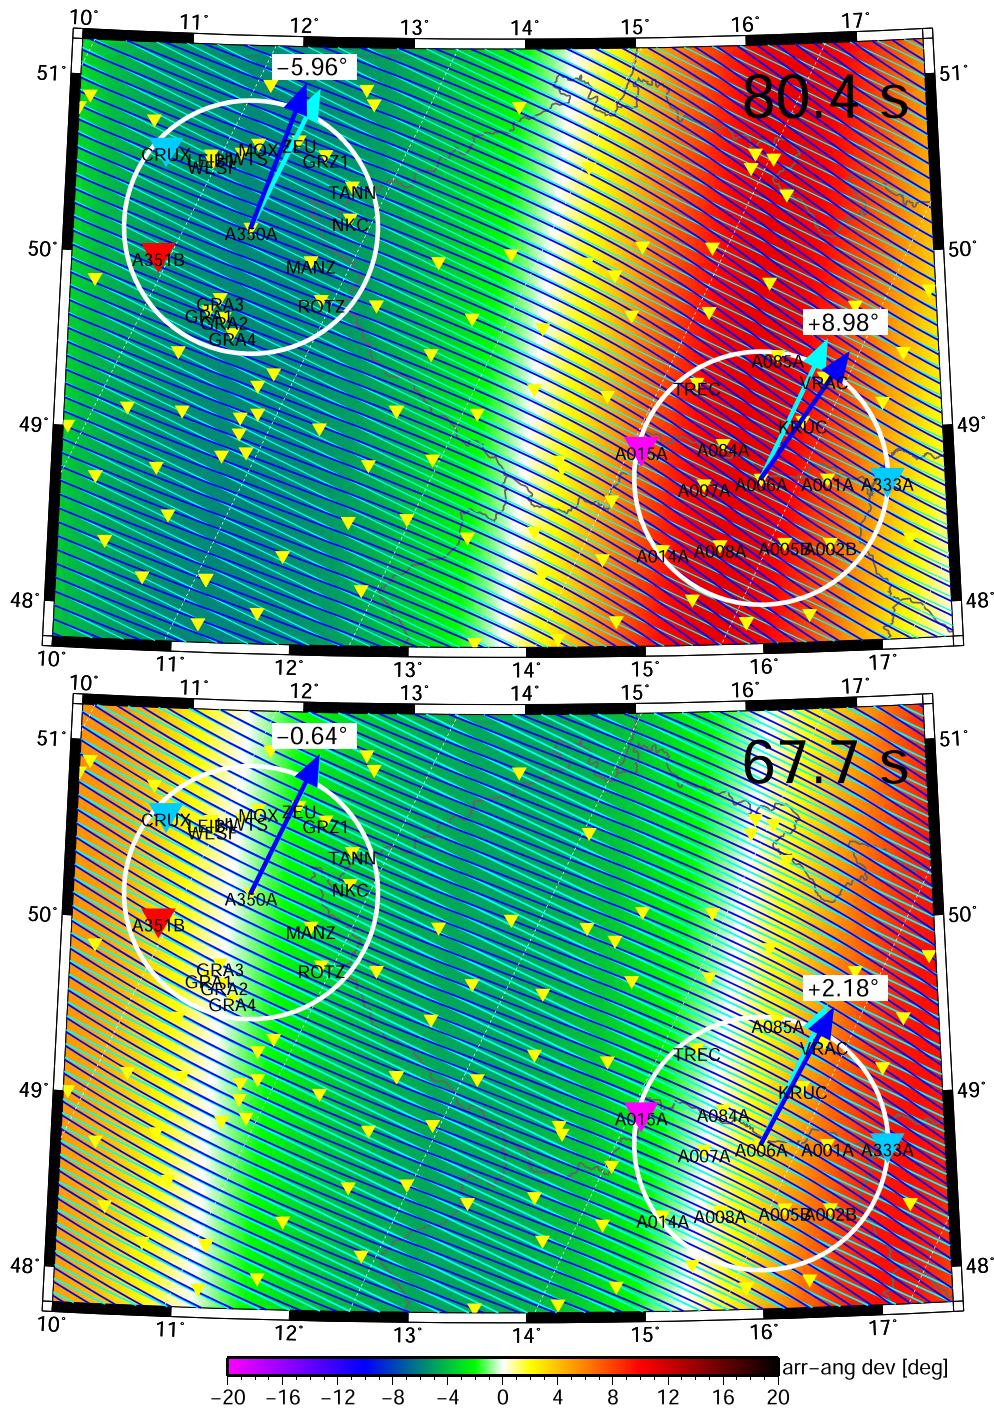 10˚ 11˚ 12˚ 13˚ 14˚ 15˚ 16˚ 17˚
51˚ 51˚
−5.96°
80.4 s
CRUX LEIB HWTS MOX ZEU
WESF GRZ1
TANN
NKC
A350A
50˚ 50˚
A351B MANZ
GRA3 ROTZ
GRA1
GRA2
GRA4
+8.98°
A085A
TREC VRAC
49˚ KRUC 49˚
A015A A084A
A007A A006A A001A A333A
A014A A008A A005B A002B
48˚ 48˚
10˚ 11˚ 12˚ 13˚ 14˚ 15˚ 16˚ 17˚
10˚ 11˚ 12˚ 13˚ 14˚ 15˚ 16˚ 17˚
51˚ 51˚
−0.64°
67.7 s
CRUX LEIB HWTS MOX ZEU
WESF GRZ1
TANN
NKC
A350A
50˚ 50˚
A351B MANZ
GRA3 ROTZ
GRA1
GRA2
GRA4
+2.18°
A085A
TREC VRAC
49˚ KRUC 49˚
A015A A084A
A007A A006A A001A A333A
A014A A008A A005B A002B
48˚ 48˚
10˚ 11˚ 12˚ 13˚ 14˚ 15˚ 16˚ 17˚
arr−ang dev [deg]
−20 −16 −12 −8 −4 0 4 8 12 16 20